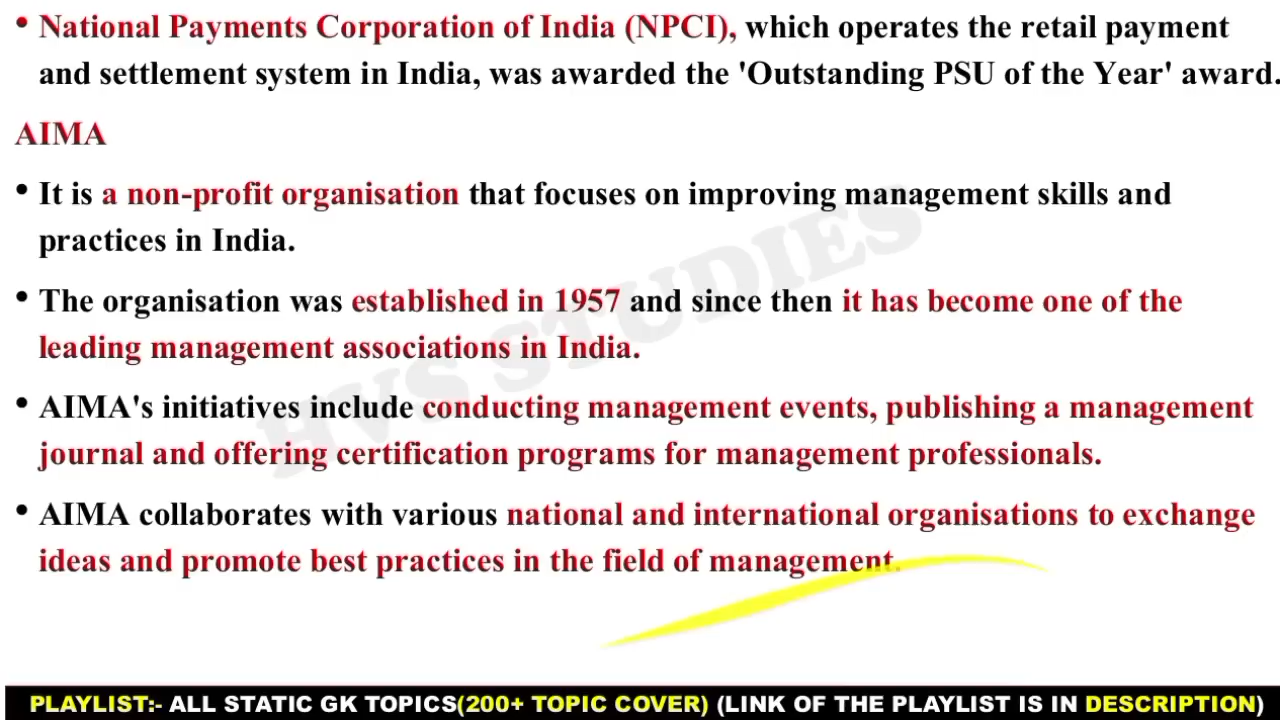 • National Payments Corporation of India (NPCI), which operates the retail payment
and settlement system in India, was awarded the 'Outstanding PSU of the Year' award.
AIMA
• It is a non-profit organisation that focuses on improving management skills and
practices in India.
• The organisation was established in 1957 and since then it has become one of the
leading management associations in India.
• AIMA's initiatives include conducting management events, publishing a management
journal and offering certification programs for management professionals.
• AIMA collaborates with various national and international organisations to exchange
ideas and promote best practices in the field of management.
HVS STUDIES
PLAYLIST:- ALL STATIC GK TOPICS(200+ TOPIC COVER) (LINK OF THE PLAYLIST IS IN DESCRIPTION)